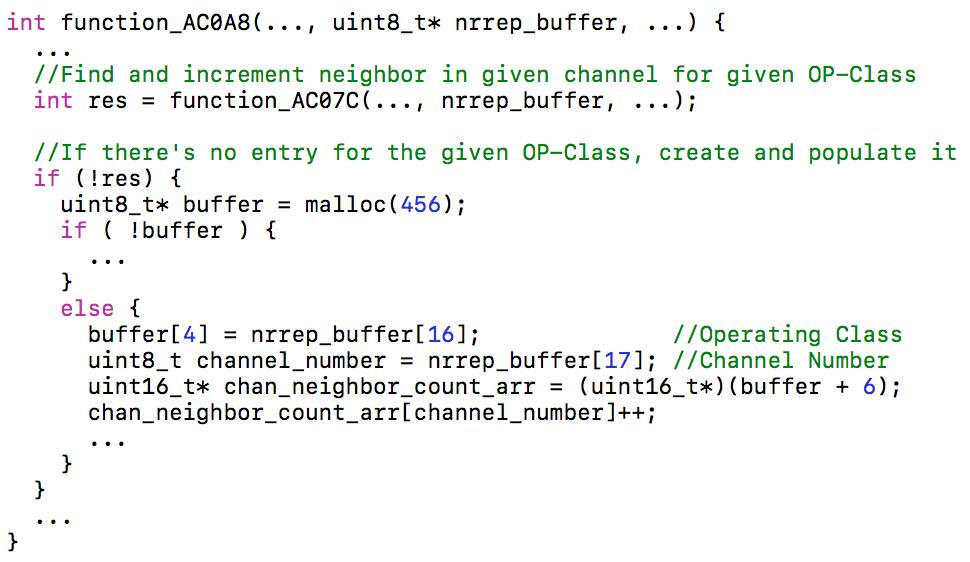 int function_AC0A8(..., uint8_t* nrrep_buffer, ...) {
  ...
  //Find and increment neighbor in given channel for given OP-Class
  int res = function_AC07C(..., nrrep_buffer, ...);

  //If there's no entry for the given OP-Class, create and populate it
  if (!res) {
    uint8_t* buffer = malloc(456);
    if ( !buffer ) {
      ...
    }
    else {
      buffer[4] = nrrep_buffer[16];              //Operating Class
      uint8_t channel_number = nrrep_buffer[17]; //Channel Number
      uint16_t* chan_neighbor_count_arr = (uint16_t*)(buffer + 6);
      chan_neighbor_count_arr[channel_number]++;
      ...
    }
  }
  ...
}